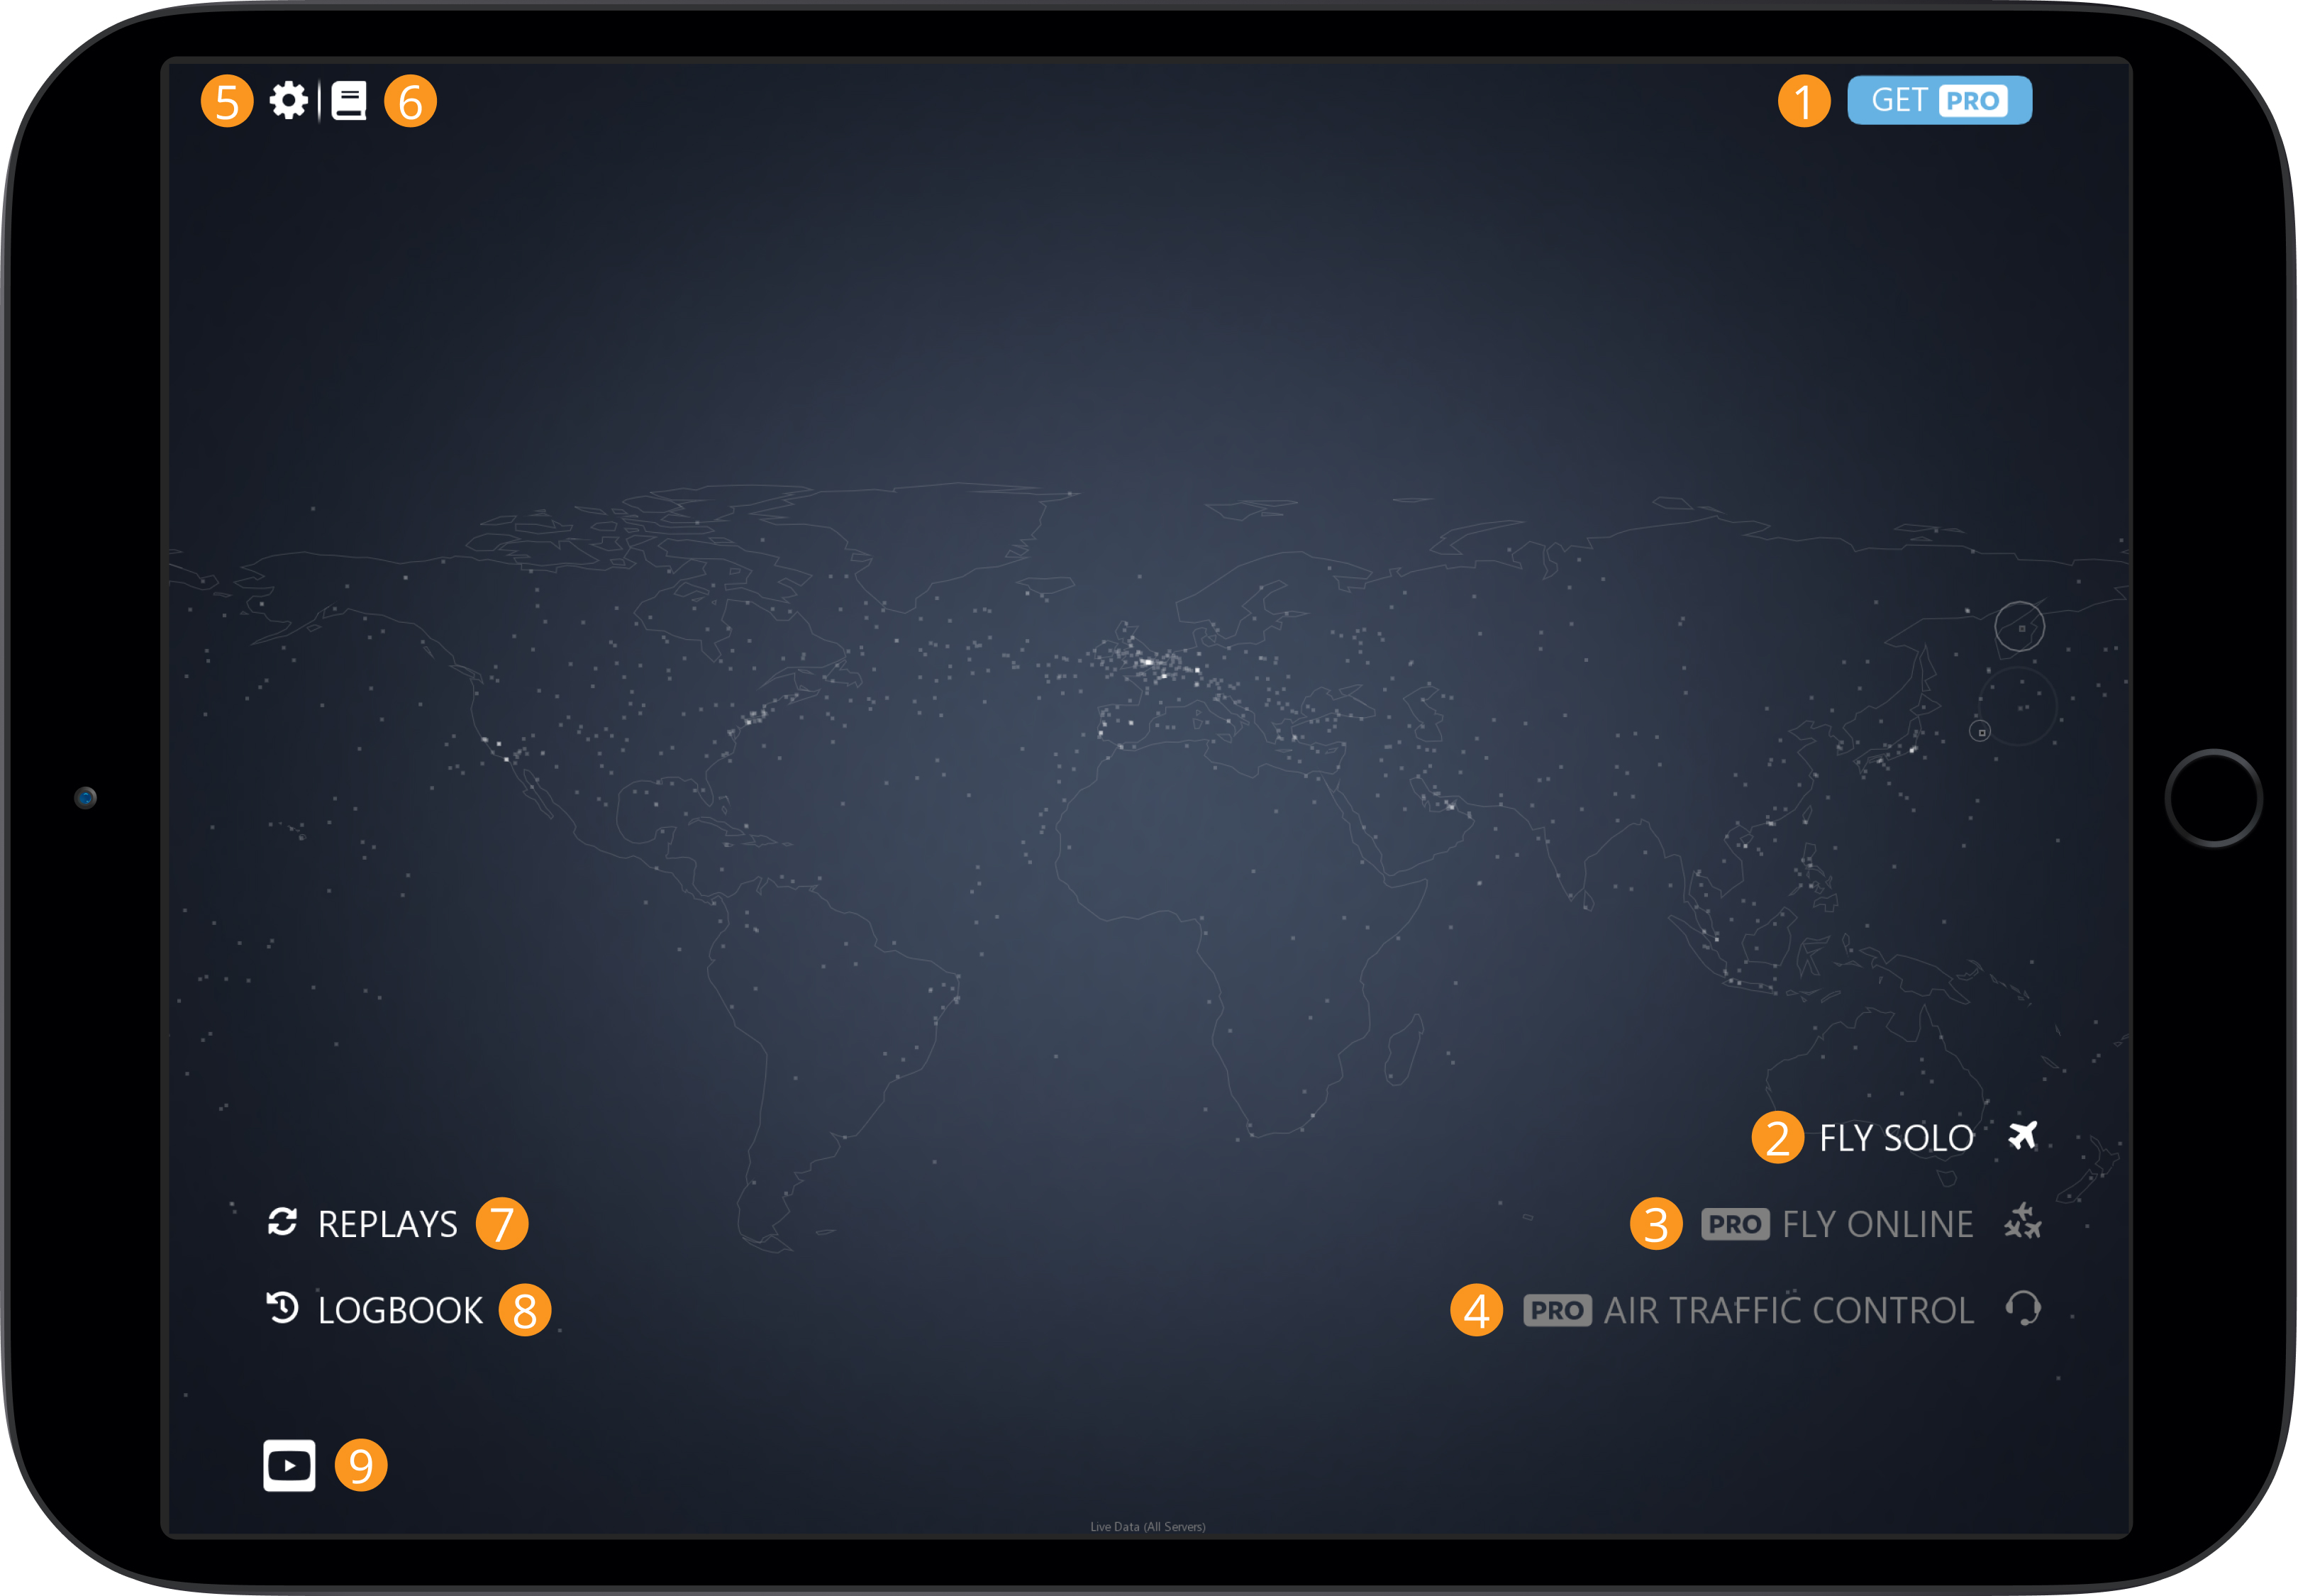 5 6 1 GET PRO
2 FLY SOLO
REPLAYS 7 3 PRO FLY ONLINE
LOGBOOK 8 4 PRO AIR TRAFFIC CONTROL
9
Live Data (All Servers)